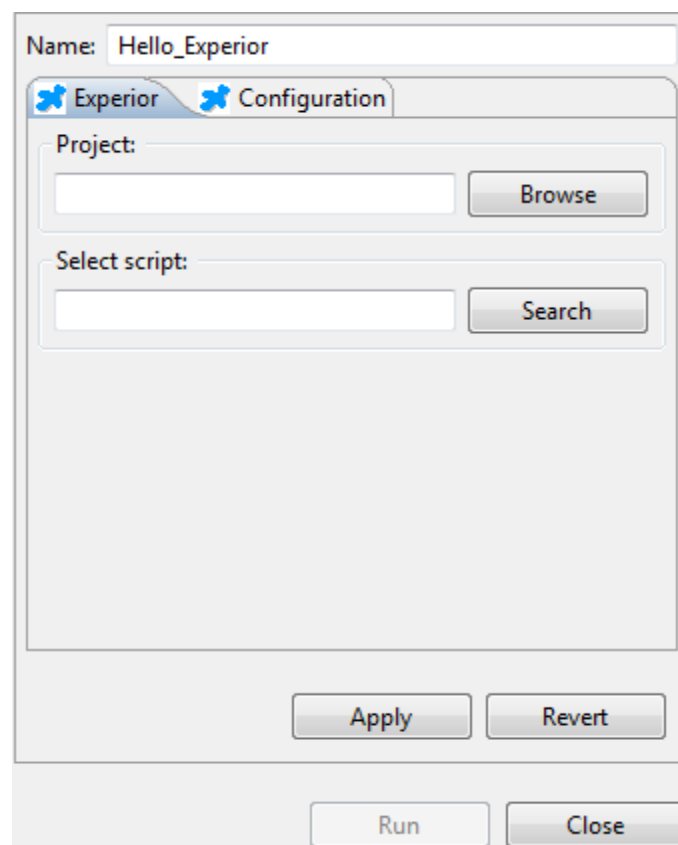 Name: Hello_Experior
Experior Configuration
Project:
Browse
Select script:
Search
Apply Revert
Run Close